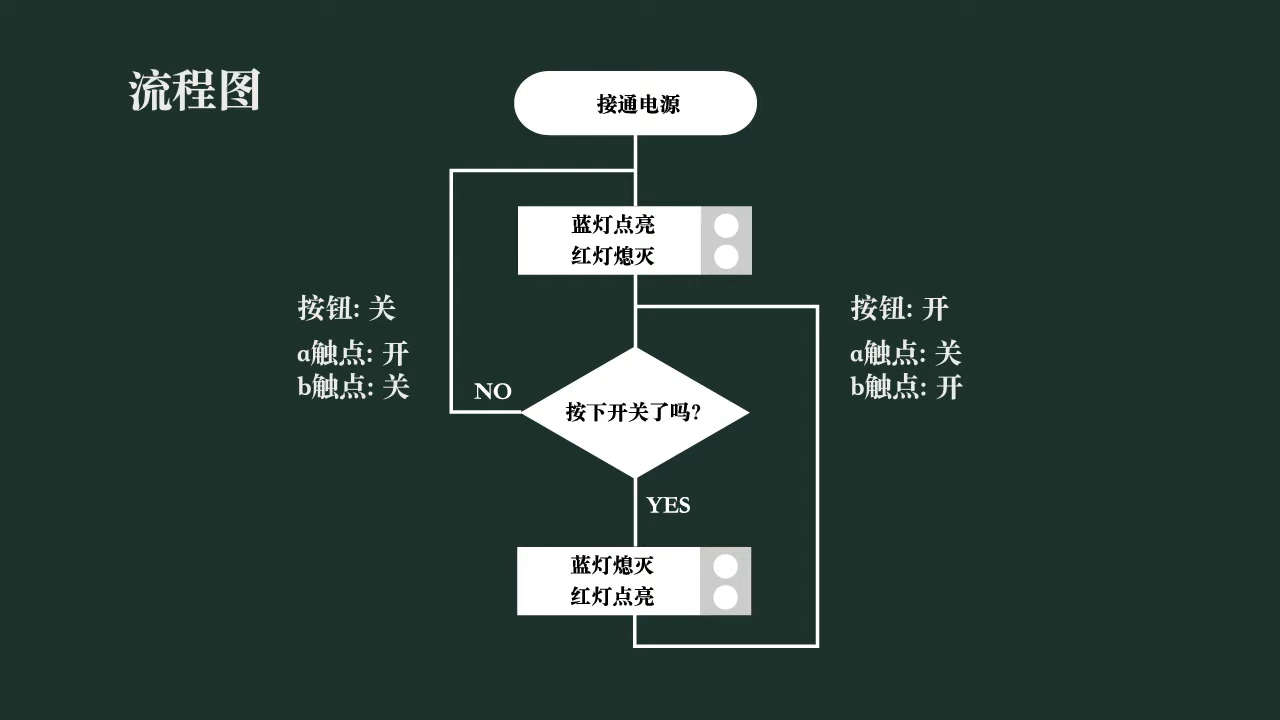 流程图
接通电源
蓝灯点亮
红灯熄灭
按钮: 关
a触点: 开
b触点: 关
按钮: 开
a触点: 关
b触点: 开
NO
按下开关了吗?
YES
蓝灯熄灭
红灯点亮